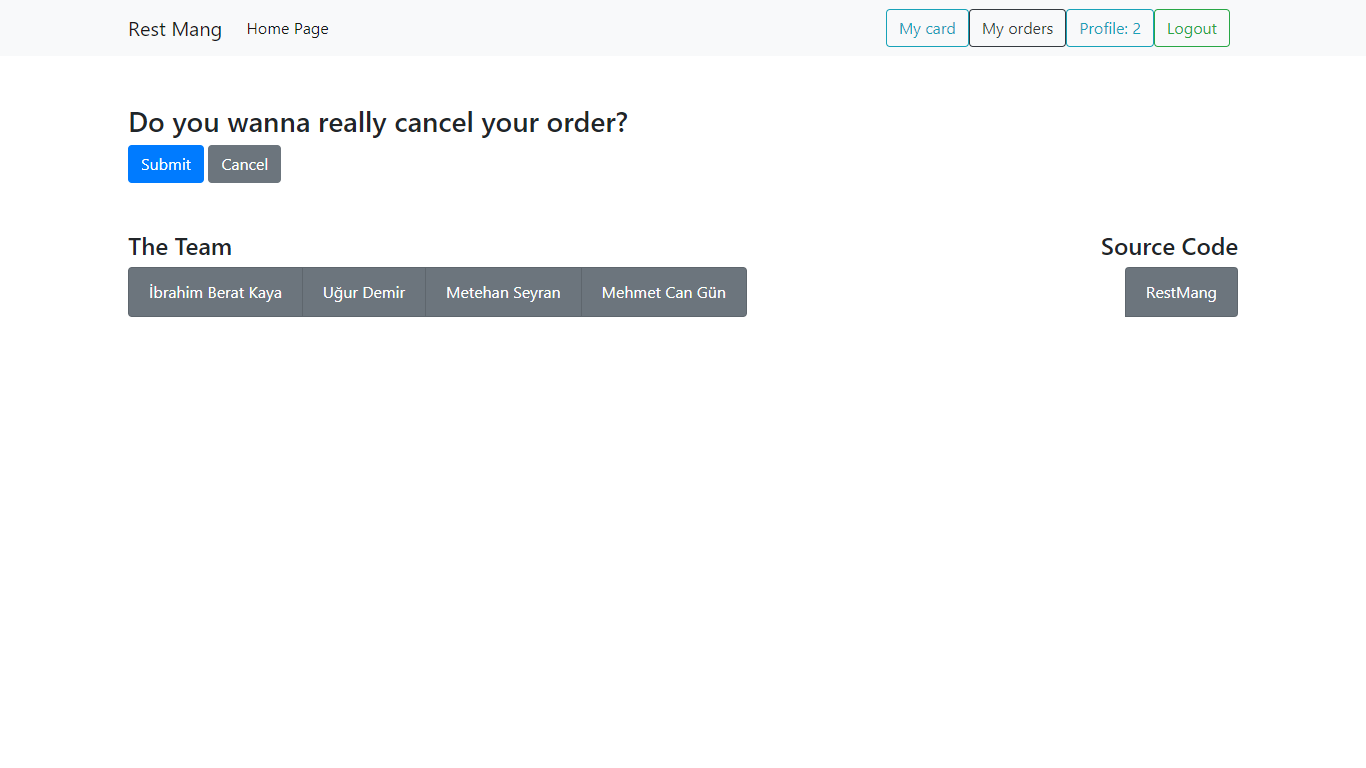 Rest Mang Home Page My card My orders Profile: 2 Logout
Do you wanna really cancel your order?
Submit Cancel
The Team Source Code
İbrahim Berat Kaya Uğur Demir Metehan Seyran Mehmet Can Gün RestMang